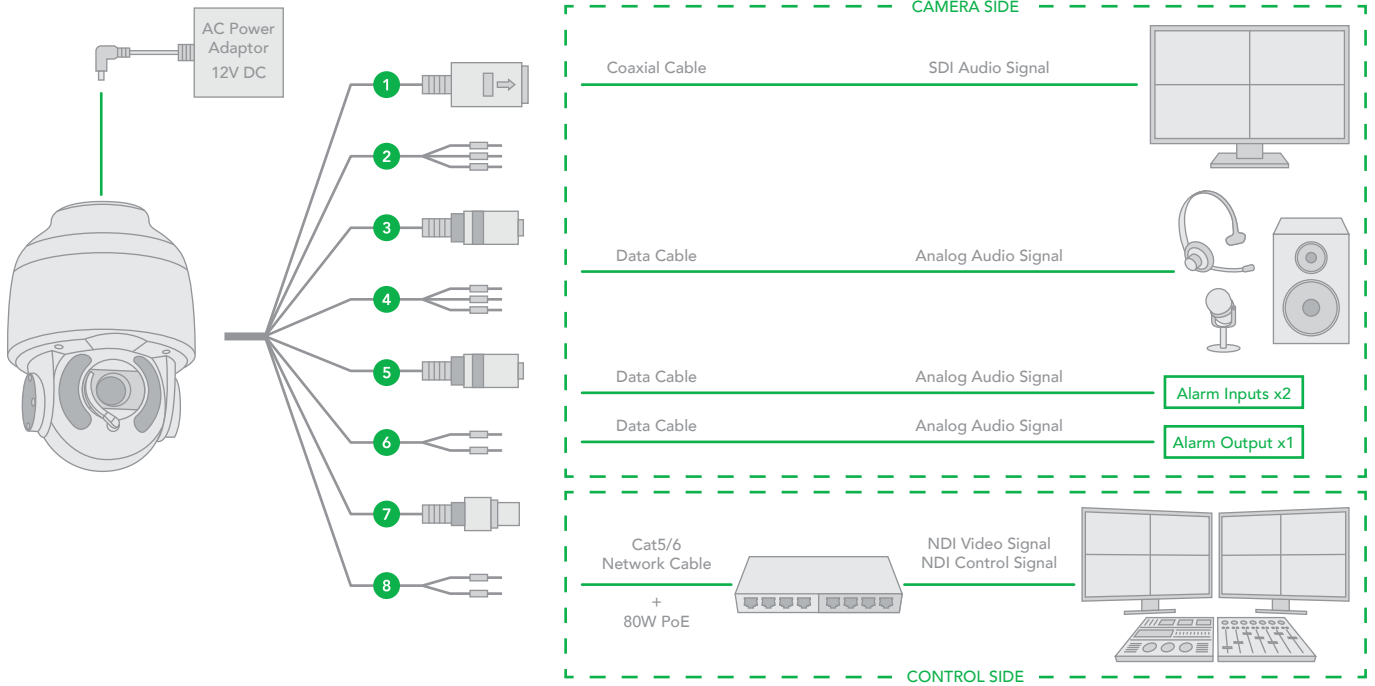 CAMERA SIDE
AC Power
Adaptor
12V DC
1
Coaxial Cable
SDI Audio Signal
2
3
Data Cable
Analog Audio Signal
4
5
Data Cable
Analog Audio Signal
Alarm Inputs x2
6
Data Cable
Analog Audio Signal
Alarm Output x1
7
8
Cat5/6
Network Cable
+
80W PoE
NDI Video Signal
NDI Control Signal
CONTROL SIDE